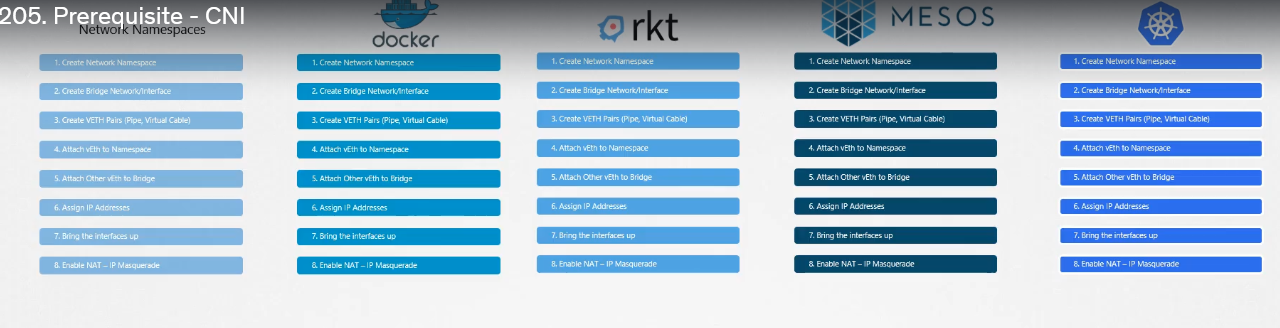 205. Prerequisite - CNI
Network Namespaces
1. Create Network Namespace
2. Create Bridge Network/Interface
3. Create VETH Pairs (Pipe, Virtual Cable)
4. Attach vEth to Namespace
5. Attach Other vEth to Bridge
6. Assign IP Addresses
7. Bring the interfaces up
8. Enable NAT – IP Masquerade
docker
1. Create Network Namespace
2. Create Bridge Network/Interface
3. Create VETH Pairs (Pipe, Virtual Cable)
4. Attach vEth to Namespace
5. Attach Other vEth to Bridge
6. Assign IP Addresses
7. Bring the interfaces up
8. Enable NAT – IP Masquerade
rkt
1. Create Network Namespace
2. Create Bridge Network/Interface
3. Create VETH Pairs (Pipe, Virtual Cable)
4. Attach vEth to Namespace
5. Attach Other vEth to Bridge
6. Assign IP Addresses
7. Bring the interfaces up
8. Enable NAT – IP Masquerade
MESOS
1. Create Network Namespace
2. Create Bridge Network/Interface
3. Create VETH Pairs (Pipe, Virtual Cable)
4. Attach vEth to Namespace
5. Attach Other vEth to Bridge
6. Assign IP Addresses
7. Bring the interfaces up
8. Enable NAT – IP Masquerade
1. Create Network Namespace
2. Create Bridge Network/Interface
3. Create VETH Pairs (Pipe, Virtual Cable)
4. Attach vEth to Namespace
5. Attach Other vEth to Bridge
6. Assign IP Addresses
7. Bring the interfaces up
8. Enable NAT – IP Masquerade